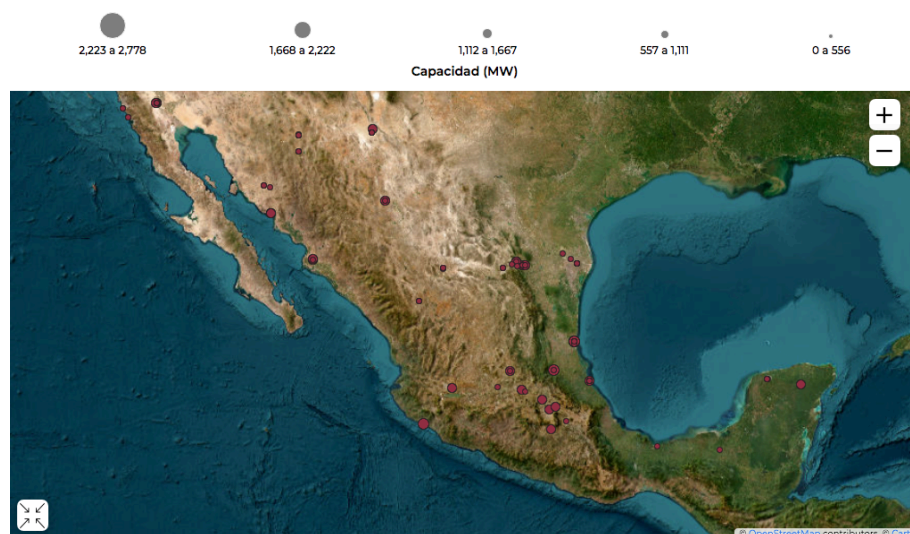 2,223 a 2,778
1,668 a 2,222
1,112 a 1,667
557 a 1,111
0 a 556
Capacidad (MW)
+
−
© OpenStreetMap contributors, © Cart